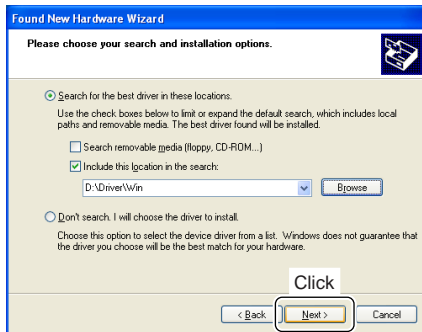 Found New Hardware Wizard
Please choose your search and installation options.
Search for the best driver in these locations.
Use the check boxes below to limit or expand the default search, which includes local
paths and removable media. The best driver found will be installed.
Search removable media (floppy, CD-ROM...)
Include this location in the search:
D:\Driver\Win
Browse
Don't search. I will choose the driver to install.
Choose this option to select the device driver from a list. Windows does not guarantee that
the driver you choose will be the best match for your hardware.
Click
< Back
Next >
Cancel